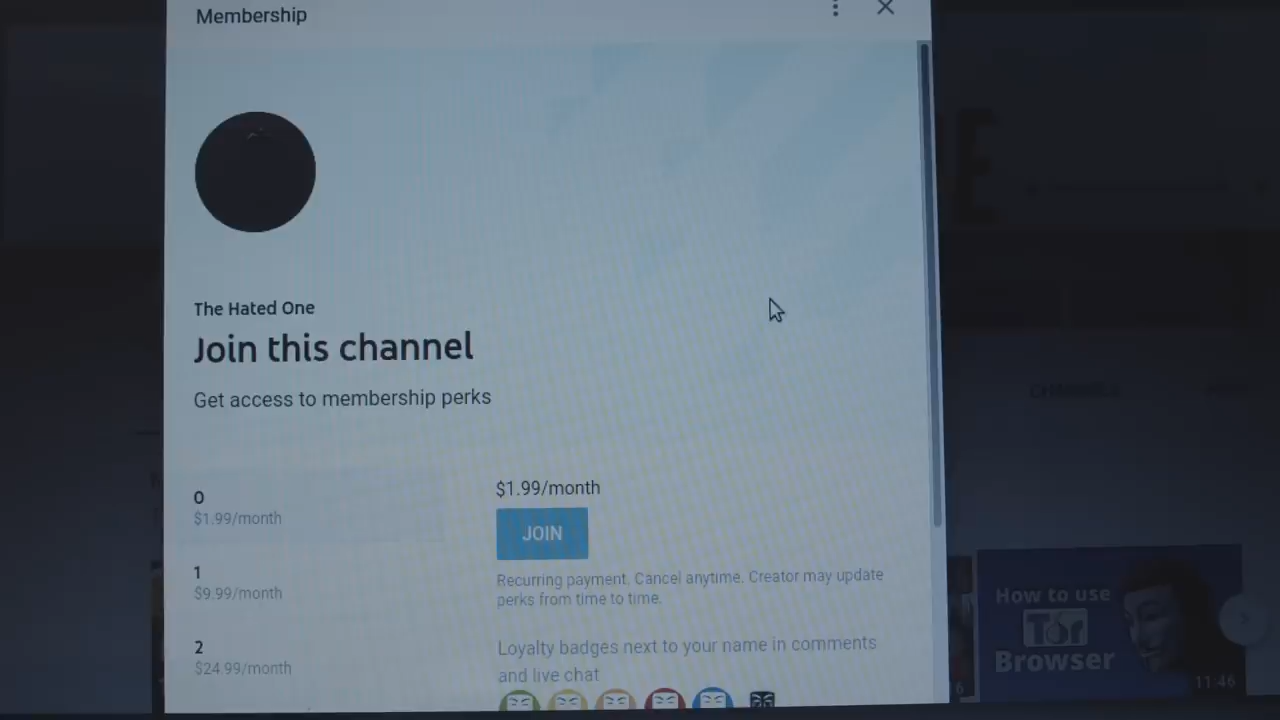 Membership
The Hated One
Join this channel
Get access to membership perks
0
$1.99/month
1
$9.99/month
2
$24.99/month
$1.99/month
JOIN
Recurring payment. Cancel anytime. Creator may update
perks from time to time.
Loyalty badges next to your name in comments
and live chat
How to use
Tor
Browser
11:46